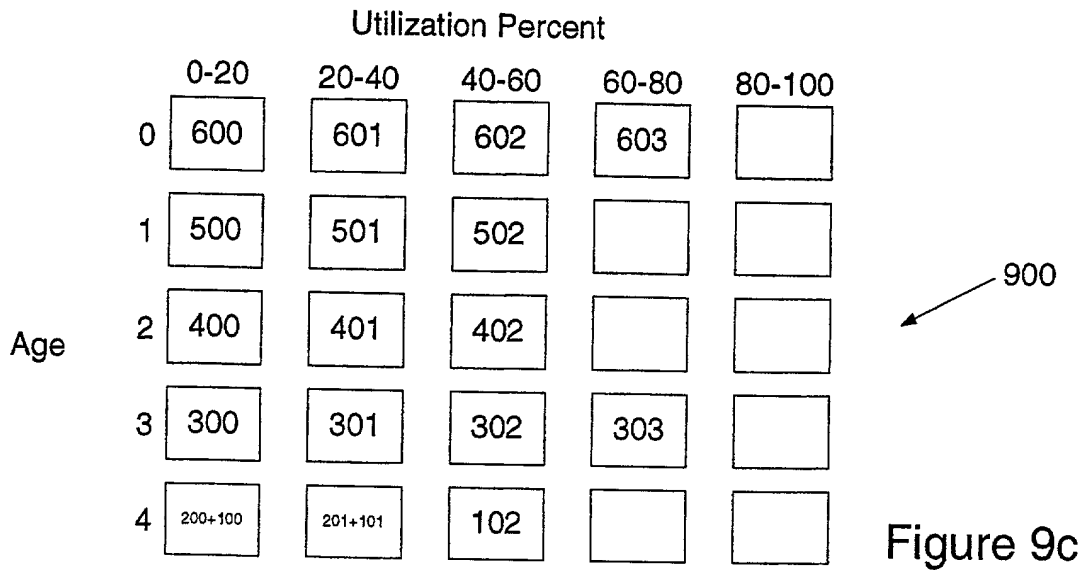 Utilization Percent
0-20 20-40 40-60 60-80 80-100
0 600 601 602 603
1 500 501 502
900
2 400 401 402
Age
3 300 301 302 303
4 200+100 201+101 102
Figure 9c